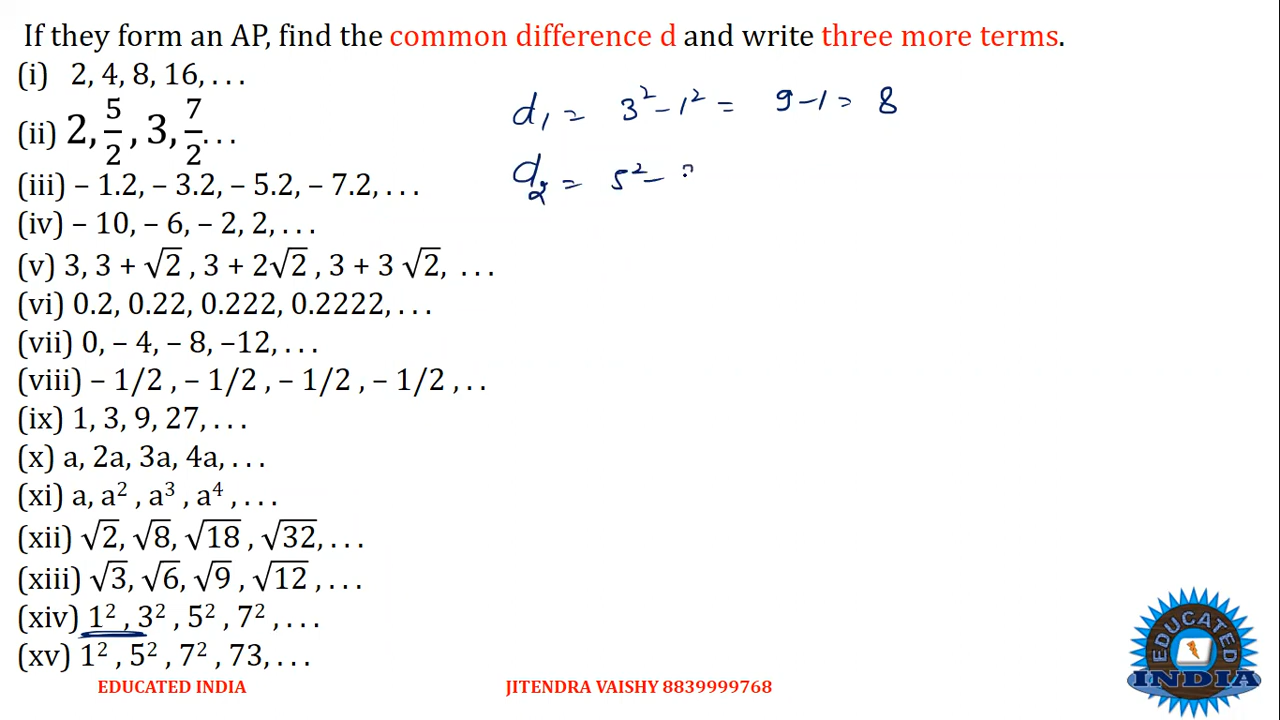 If they form an AP, find the common difference d and write three more terms.
(i) 2, 4, 8, 16, . . .
(ii) 2, 5/2 , 3, 7/2 . . .
(iii) – 1.2, – 3.2, – 5.2, – 7.2, . . .
(iv) – 10, – 6, – 2, 2, . . .
(v) 3, 3 + √2 , 3 + 2√2 , 3 + 3 √2, . . .
(vi) 0.2, 0.22, 0.222, 0.2222, . . .
(vii) 0, – 4, – 8, –12, . . .
(viii) – 1/2 , – 1/2 , – 1/2 , – 1/2 , . .
(ix) 1, 3, 9, 27, . . .
(x) a, 2a, 3a, 4a, . . .
(xi) a, a² , a³ , a⁴ , . . .
(xii) √2, √8, √18 , √32, . . .
(xiii) √3, √6, √9 , √12 , . . .
(xiv) 1² , 3² , 5² , 7² , . . .
(xv) 1² , 5² , 7² , 73, . . .
d₁ = 3² – 1² = 9 – 1 = 8
d₂ = 5² –
EDUCATED INDIA
JITENDRA VAISHY 8839999768
EDUCATED
INDIA